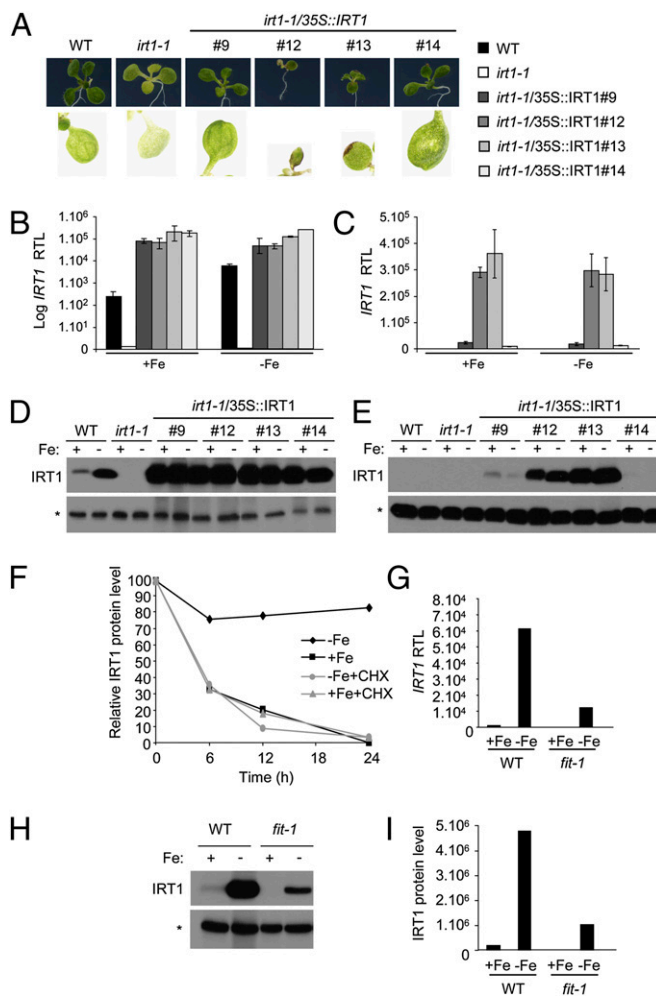 A
irt1-1/35S::IRT1
WT irt1-1 #9 #12 #13 #14
WT
irt1-1
irt1-1/35S::IRT1#9
irt1-1/35S::IRT1#12
irt1-1/35S::IRT1#13
irt1-1/35S::IRT1#14
B
Log IRT1 RTL
1.10⁶
1.10⁵
1.10⁴
1.10³
1.10²
1.10¹
0
+Fe -Fe
C
IRT1 RTL
5.10⁵
4.10⁵
3.10⁵
2.10⁵
1.10⁵
0
+Fe -Fe
D
irt1-1/35S::IRT1
WT irt1-1 #9 #12 #13 #14
Fe: + - + - + - + - + - + -
IRT1
*
E
irt1-1/35S::IRT1
WT irt1-1 #9 #12 #13 #14
Fe: + - + - + - + - + - + -
IRT1
*
F
Relative IRT1 protein level
100
90
80
70
60
50
40
30
20
10
0
0 6 12 18 24
Time (h)
-Fe
+Fe
-Fe+CHX
+Fe+CHX
G
IRT1 RTL
8.10⁴
7.10⁴
6.10⁴
5.10⁴
4.10⁴
3.10⁴
2.10⁴
1.10⁴
0
+Fe -Fe +Fe -Fe
WT fit-1
H
WT fit-1
Fe: + - + -
IRT1
*
I
IRT1 protein level
5.10⁶
4.10⁶
3.10⁶
2.10⁶
1.10⁶
0
+Fe -Fe +Fe -Fe
WT fit-1